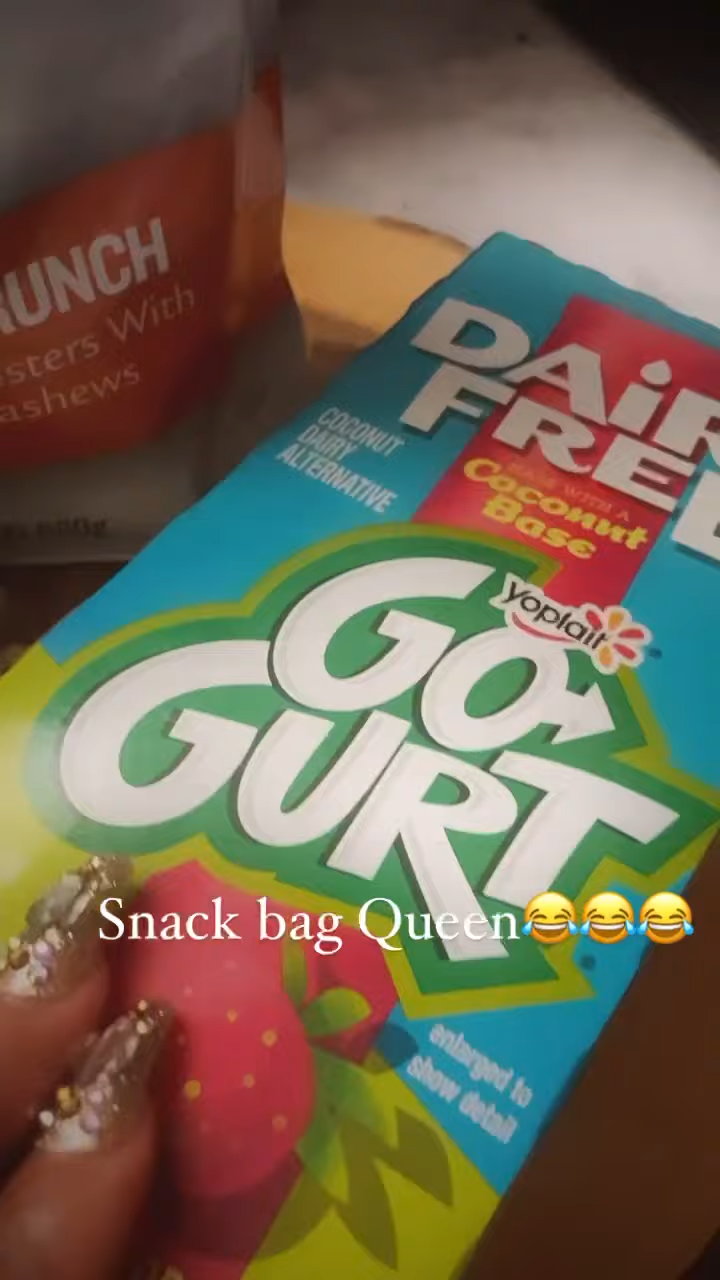 RUNCH
sters With
ashews
DAIR
FREE
COCONUT
DAIRY
ALTERNATIVE
MADE WITH A
Coconut
Base
yoplait
GO
GURT
Snack bag Queen😂😂😂
enlarged to
show detail